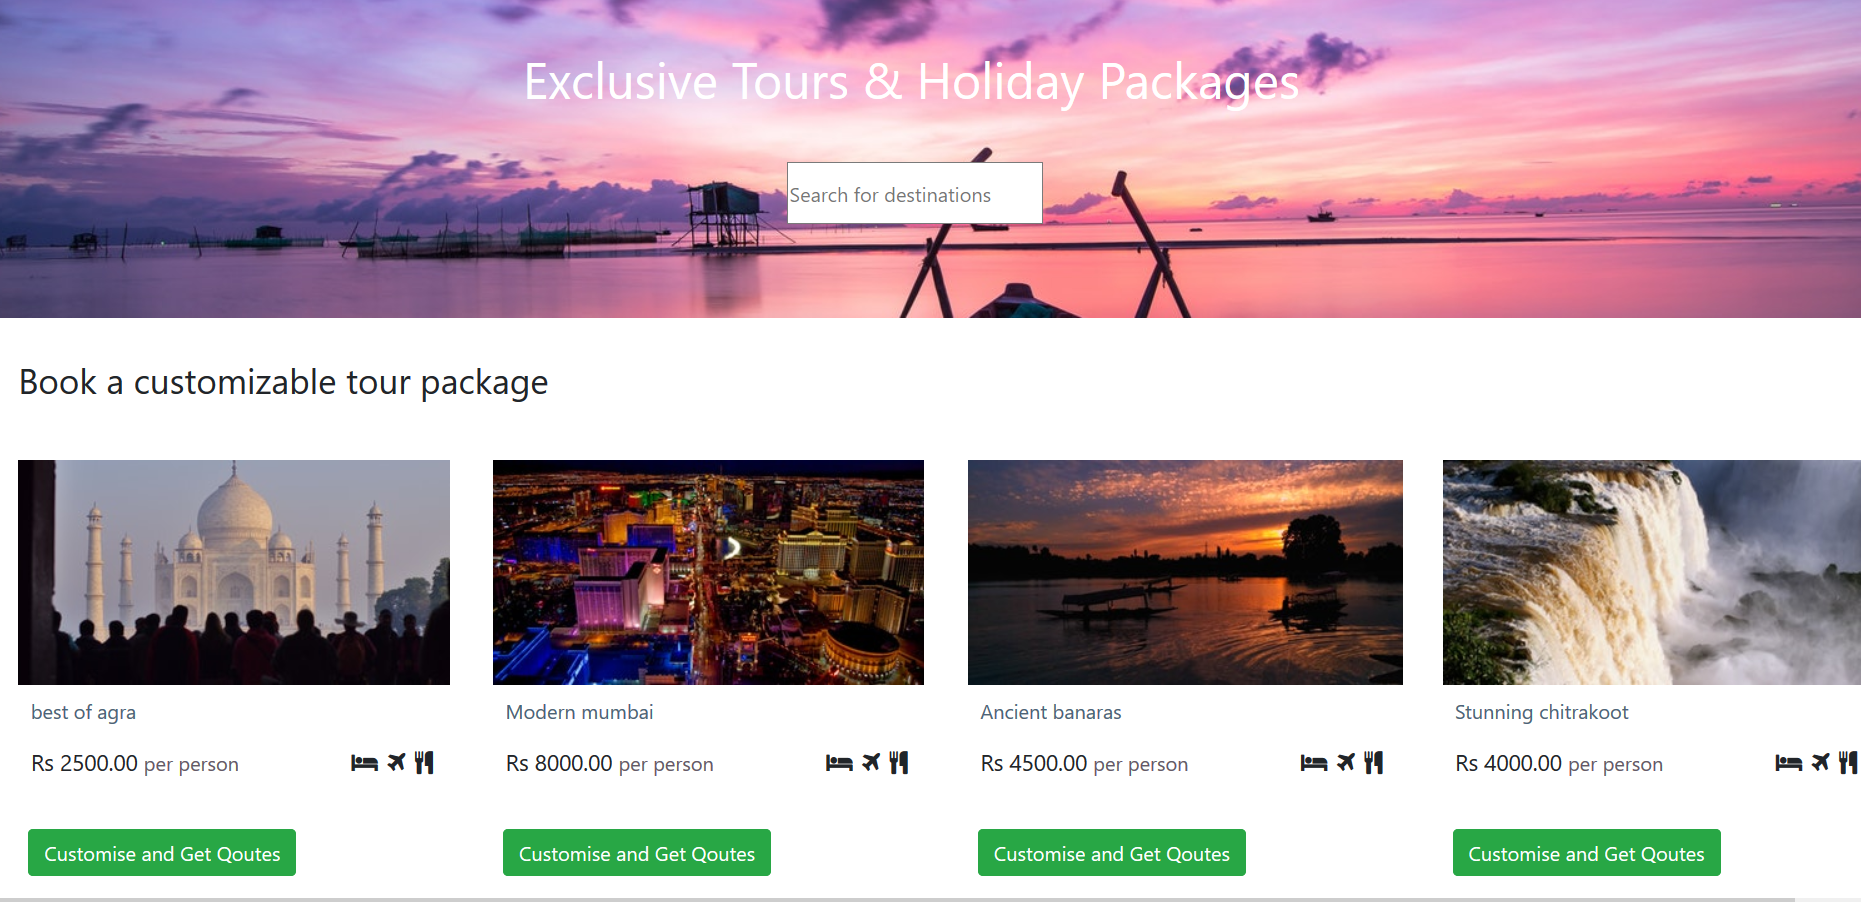 Exclusive Tours & Holiday Packages
Search for destinations
Book a customizable tour package
best of agra
Rs 2500.00 per person
Customise and Get Qoutes
Modern mumbai
Rs 8000.00 per person
Customise and Get Qoutes
Ancient banaras
Rs 4500.00 per person
Customise and Get Qoutes
Stunning chitrakoot
Rs 4000.00 per person
Customise and Get Qoutes